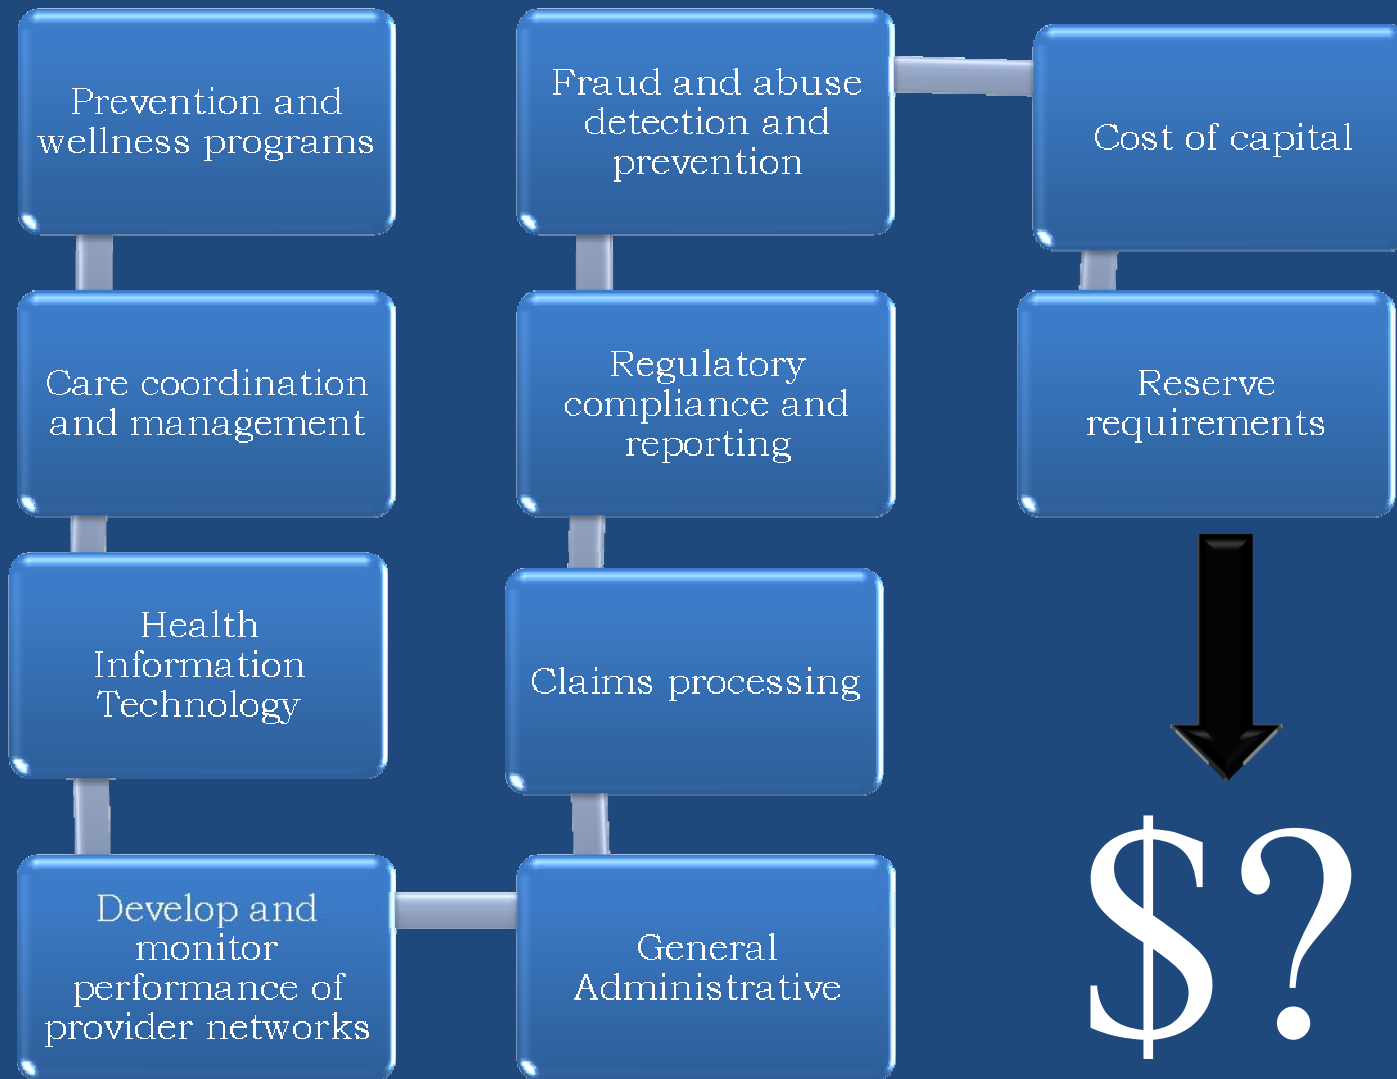 Prevention and
wellness programs
Care coordination
and management
Health
Information
Technology
Develop and
monitor
performance of
provider networks
General
Administrative
Claims processing
Regulatory
compliance and
reporting
Fraud and abuse
detection and
prevention
Cost of capital
Reserve
requirements
$?